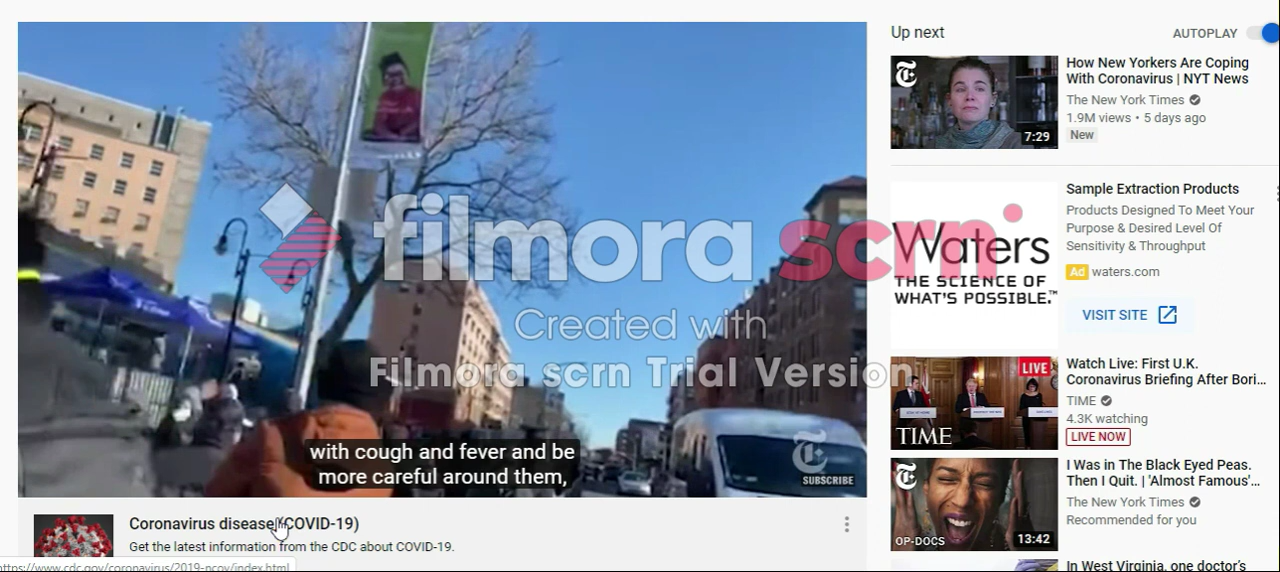 Up next
AUTOPLAY
How New Yorkers Are Coping
With Coronavirus | NYT News
The New York Times
1.9M views • 5 days ago
New
7:29
filmora scrn
Created with
Filmora scrn Trial Version
Sample Extraction Products
Products Designed To Meet Your
Purpose & Desired Level Of
Sensitivity & Throughput
Ad waters.com
VISIT SITE
Waters
THE SCIENCE OF
WHAT'S POSSIBLE.™
Watch Live: First U.K.
Coronavirus Briefing After Bori...
TIME
4.3K watching
LIVE NOW
LIVE
TIME
with cough and fever and be
more careful around them,
SUBSCRIBE
I Was in The Black Eyed Peas.
Then I Quit. | 'Almost Famous'...
The New York Times
Recommended for you
OP-DOCS
13:42
Coronavirus disease (COVID-19)
Get the latest information from the CDC about COVID-19.
https://www.cdc.gov/coronavirus/2019-ncov/index.html
In West Virginia, one doctor's